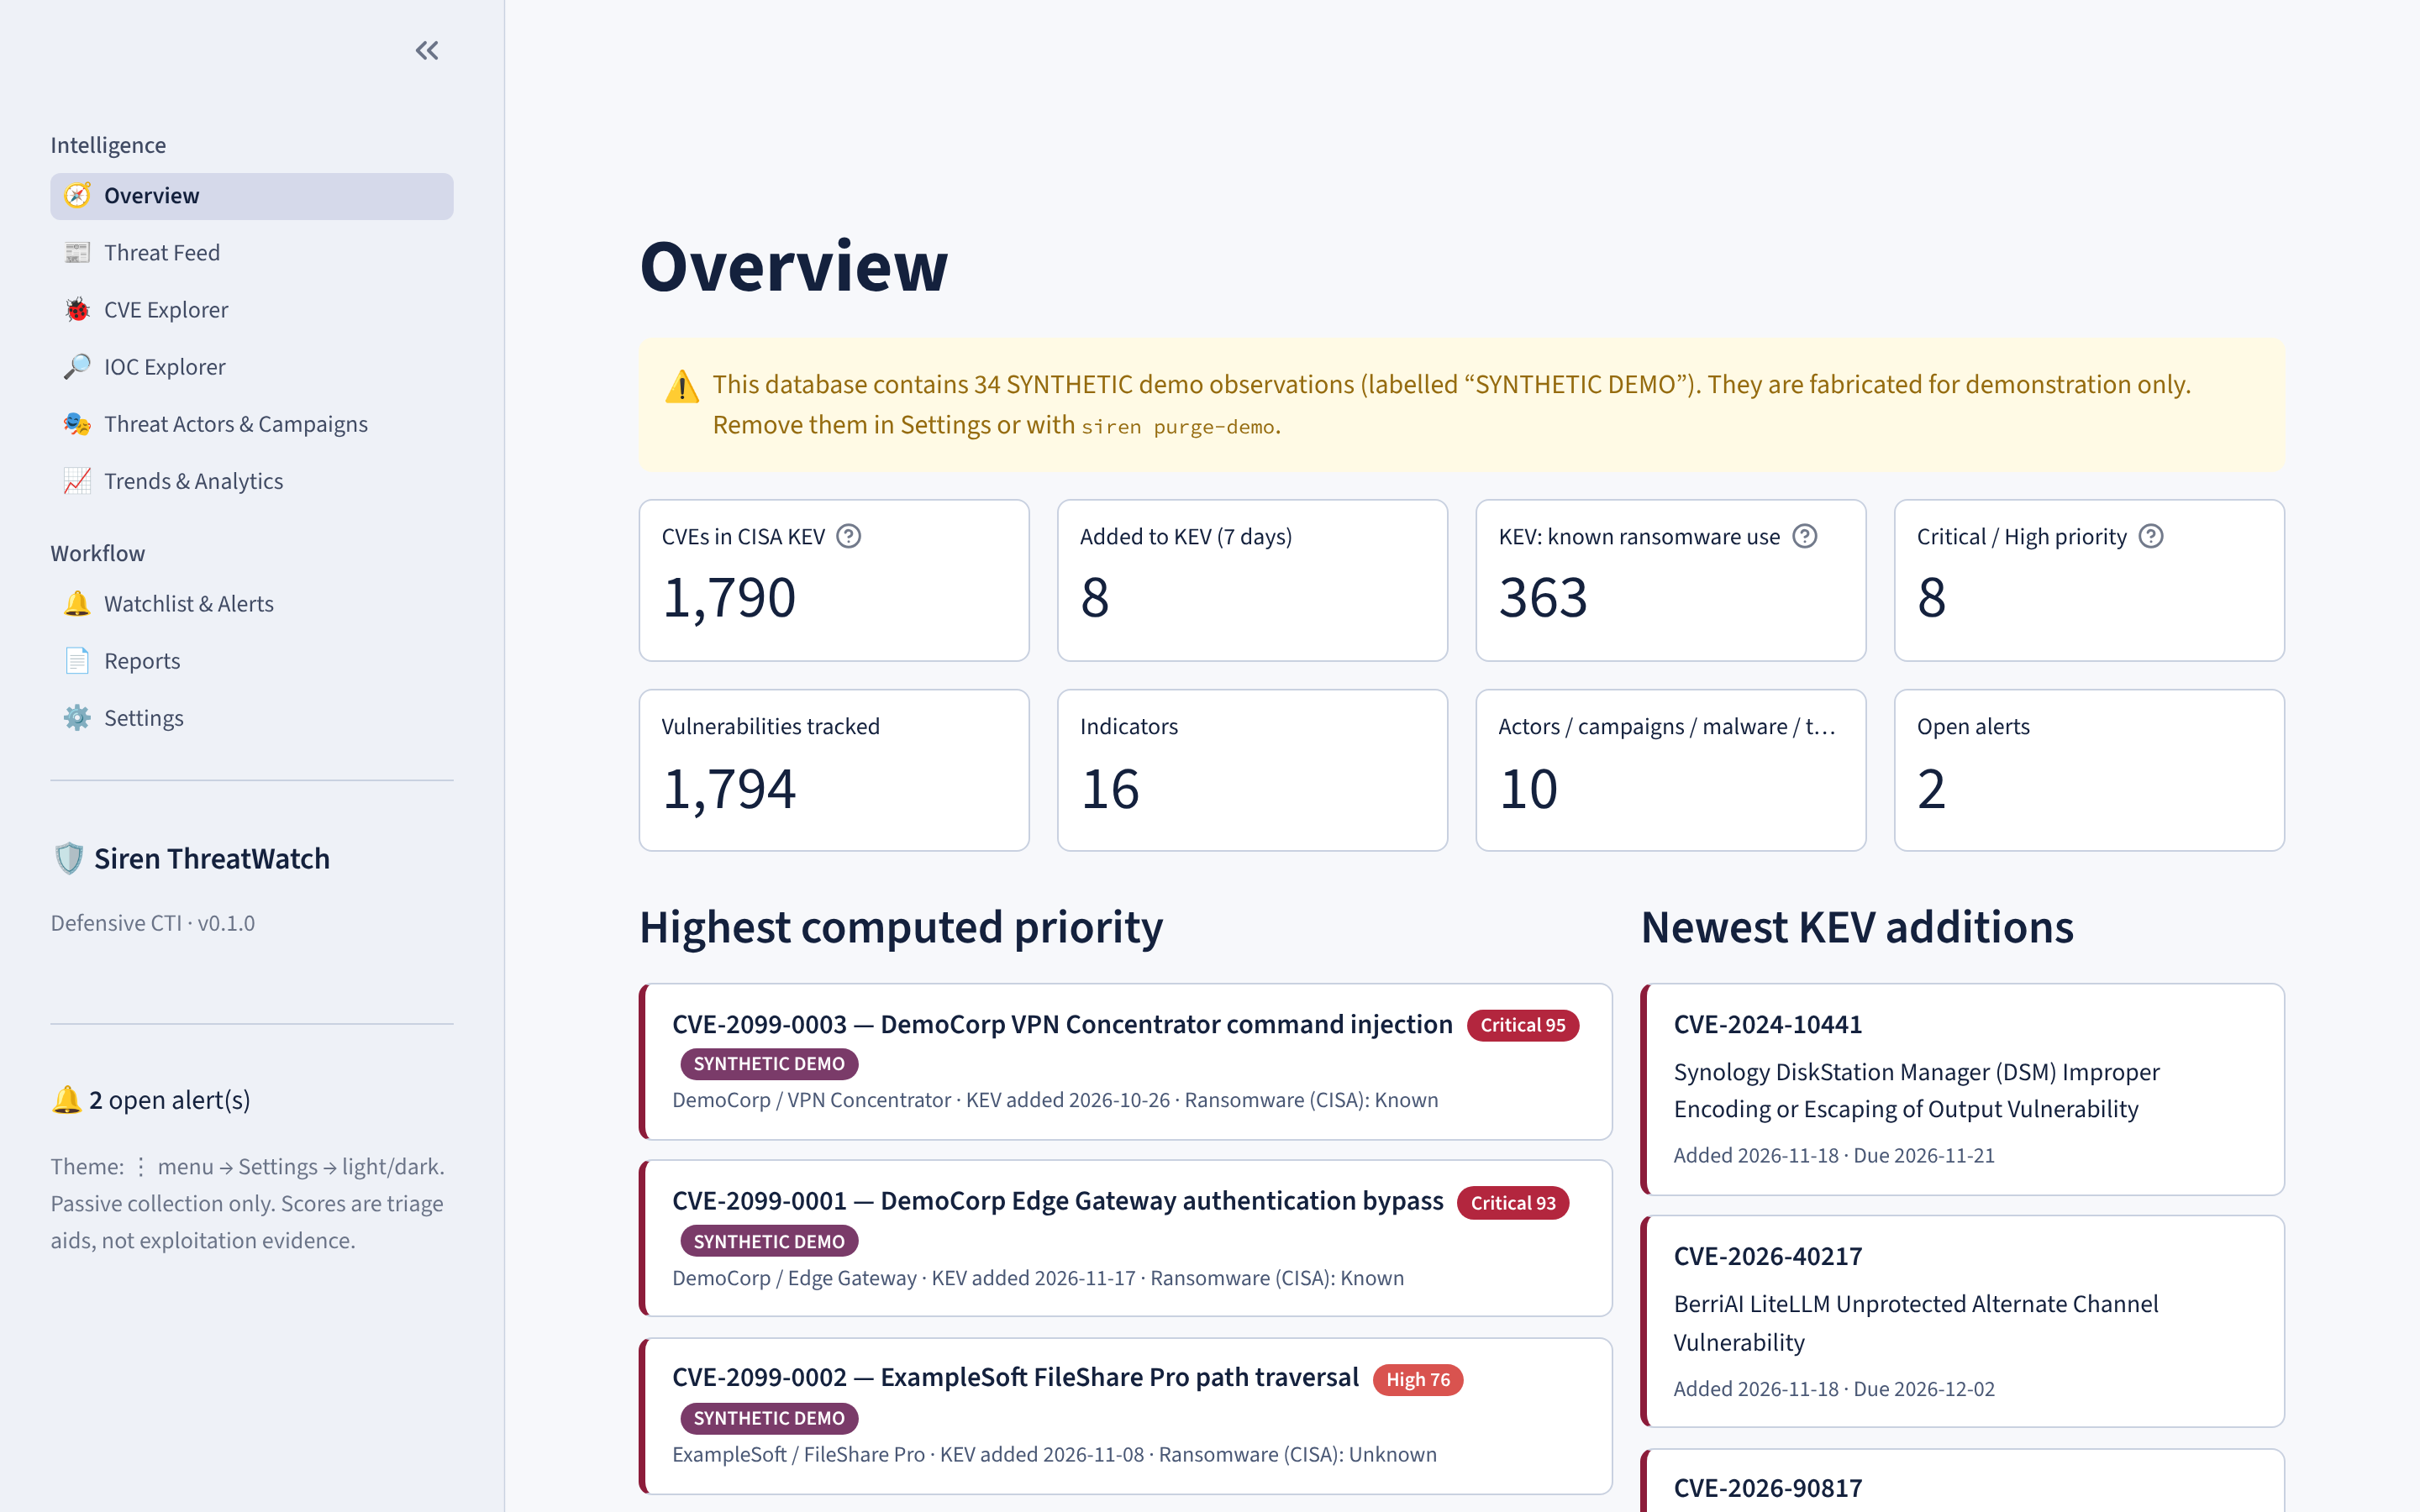 Intelligence
Overview
Threat Feed
CVE Explorer
IOC Explorer
Threat Actors & Campaigns
Trends & Analytics
Workflow
Watchlist & Alerts
Reports
Settings
Siren ThreatWatch
Defensive CTI · v0.1.0
2 open alert(s)
Theme: ⋮ menu → Settings → light/dark.
Passive collection only. Scores are triage
aids, not exploitation evidence.
Overview
This database contains 34 SYNTHETIC demo observations (labelled “SYNTHETIC DEMO”). They are fabricated for demonstration only.
Remove them in Settings or with siren purge-demo.
CVEs in CISA KEV
1,790
Added to KEV (7 days)
8
KEV: known ransomware use
363
Critical / High priority
8
Vulnerabilities tracked
1,794
Indicators
16
Actors / campaigns / malware / t…
10
Open alerts
2
Highest computed priority
CVE-2099-0003 — DemoCorp VPN Concentrator command injection Critical 95
SYNTHETIC DEMO
DemoCorp / VPN Concentrator · KEV added 2026-10-26 · Ransomware (CISA): Known
CVE-2099-0001 — DemoCorp Edge Gateway authentication bypass Critical 93
SYNTHETIC DEMO
DemoCorp / Edge Gateway · KEV added 2026-11-17 · Ransomware (CISA): Known
CVE-2099-0002 — ExampleSoft FileShare Pro path traversal High 76
SYNTHETIC DEMO
ExampleSoft / FileShare Pro · KEV added 2026-11-08 · Ransomware (CISA): Unknown
Newest KEV additions
CVE-2024-10441
Synology DiskStation Manager (DSM) Improper
Encoding or Escaping of Output Vulnerability
Added 2026-11-18 · Due 2026-11-21
CVE-2026-40217
BerriAI LiteLLM Unprotected Alternate Channel
Vulnerability
Added 2026-11-18 · Due 2026-12-02
CVE-2026-90817